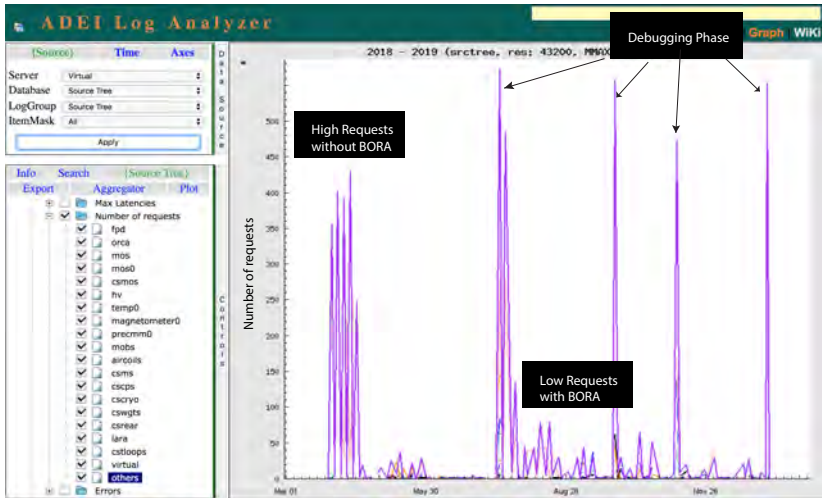 ADEI Log Analyzer
Graph WiKi
(Source) Time Axes
Server Virtual
Database Source Tree
LogGroup Source Tree
ItemMask All
Apply
Data Source
Info Search (Source Tree)
Export Aggregator Plot
Max Latencies
Number of requests
fpd
orca
mos
mos0
csmos
hv
temp0
magnetometer0
precmm0
mobs
aircoils
csms
cscps
cscryo
cswgts
csrear
lara
cstloops
virtual
others
Errors
Controls
2018 - 2019 (srctree, res: 43200, MMAX
Debugging Phase
High Requests
without BORA
Low Requests
with BORA
Number of requests
500
450
400
350
300
250
200
150
100
50
0
Mar 01 May 30 Aug 28 Nov 26